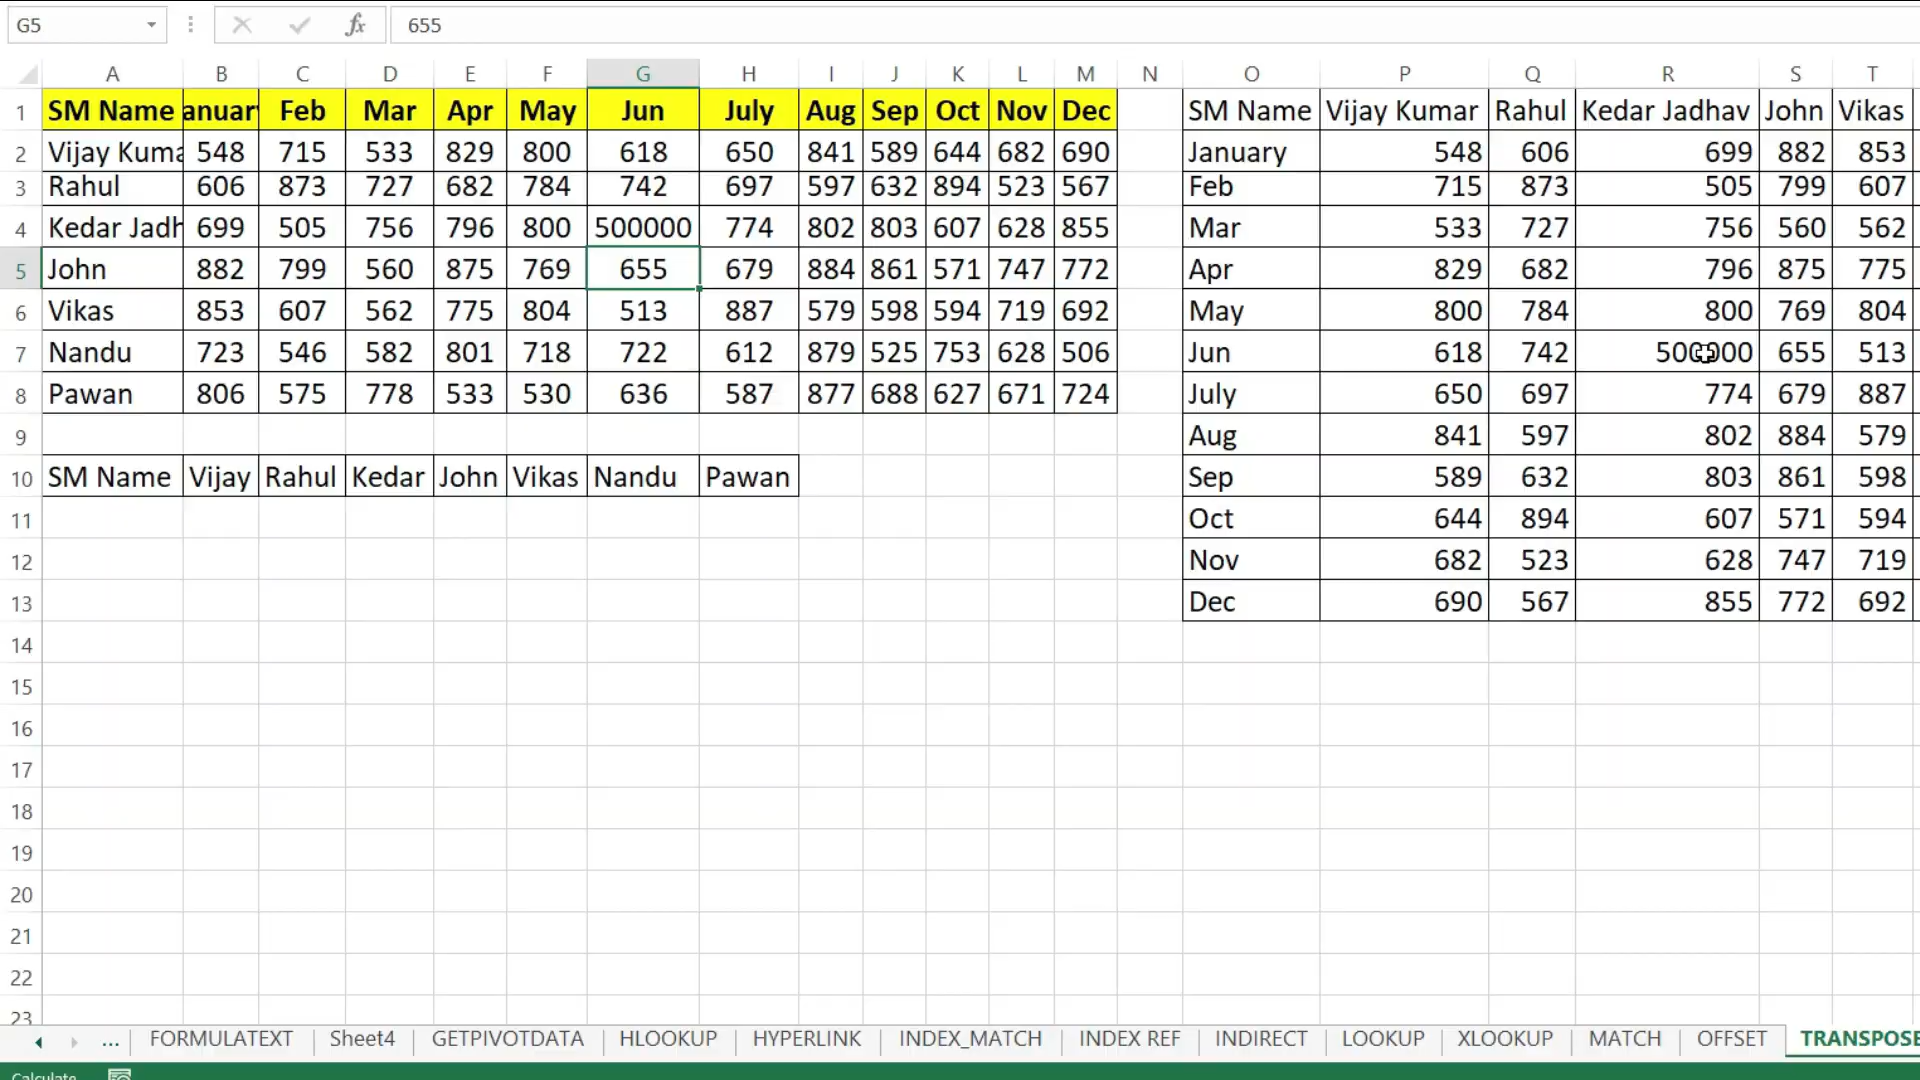 G5 fx 655
A B C D E F G H I J K L M N O P Q R S T
1 SM Name anuar Feb Mar Apr May Jun July Aug Sep Oct Nov Dec SM Name Vijay Kumar Rahul Kedar Jadhav John Vikas
2 Vijay Kuma 548 715 533 829 800 618 650 841 589 644 682 690 January 548 606 699 882 853
3 Rahul 606 873 727 682 784 742 697 597 632 894 523 567 Feb 715 873 505 799 607
4 Kedar Jadh 699 505 756 796 800 500000 774 802 803 607 628 855 Mar 533 727 756 560 562
5 John 882 799 560 875 769 655 679 884 861 571 747 772 Apr 829 682 796 875 775
6 Vikas 853 607 562 775 804 513 887 579 598 594 719 692 May 800 784 800 769 804
7 Nandu 723 546 582 801 718 722 612 879 525 753 628 506 Jun 618 742 500000 655 513
8 Pawan 806 575 778 533 530 636 587 877 688 627 671 724 July 650 697 774 679 887
9 Aug 841 597 802 884 579
10 SM Name Vijay Rahul Kedar John Vikas Nandu Pawan Sep 589 632 803 861 598
11 Oct 644 894 607 571 594
12 Nov 682 523 628 747 719
13 Dec 690 567 855 772 692
14
15
16
17
18
19
20
21
22
23
... FORMULATEXT Sheet4 GETPIVOTDATA HLOOKUP HYPERLINK INDEX_MATCH INDEX REF INDIRECT LOOKUP XLOOKUP MATCH OFFSET TRANSPOSE
Calculate